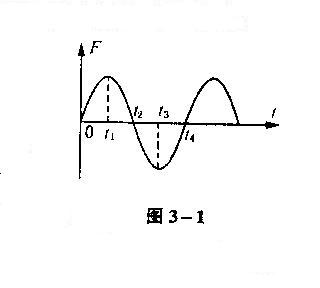 F
t₂ t₃ t
0 t₁ t₄
图 3-1